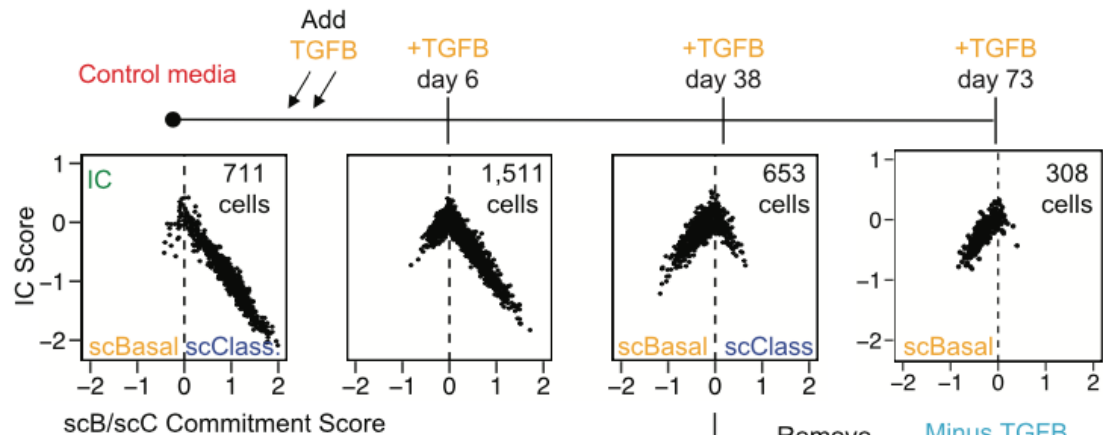 Add
TGFB
Control media
+TGFB
day 6
+TGFB
day 38
+TGFB
day 73
IC Score
1
0
−1
−2
IC
711
cells
scBasal
scClass.
−2 −1 0 1 2
1,511
cells
−2 −1 0 1 2
653
cells
scBasal
scClass
−2 −1 0 1 2
1
0
−1
−2
308
cells
scBasal
−2 −1 0 1 2
scB/scC Commitment Score
Remove
Minus TGFB